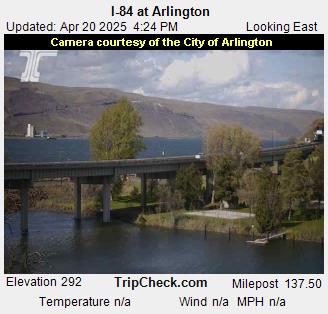 I-84 at Arlington
Updated: Apr 20 2025 4:24 PM Looking East
Camera courtesy of the City of Arlington
Elevation 292 TripCheck.com Milepost 137.50
Temperature n/a Wind n/a MPH n/a